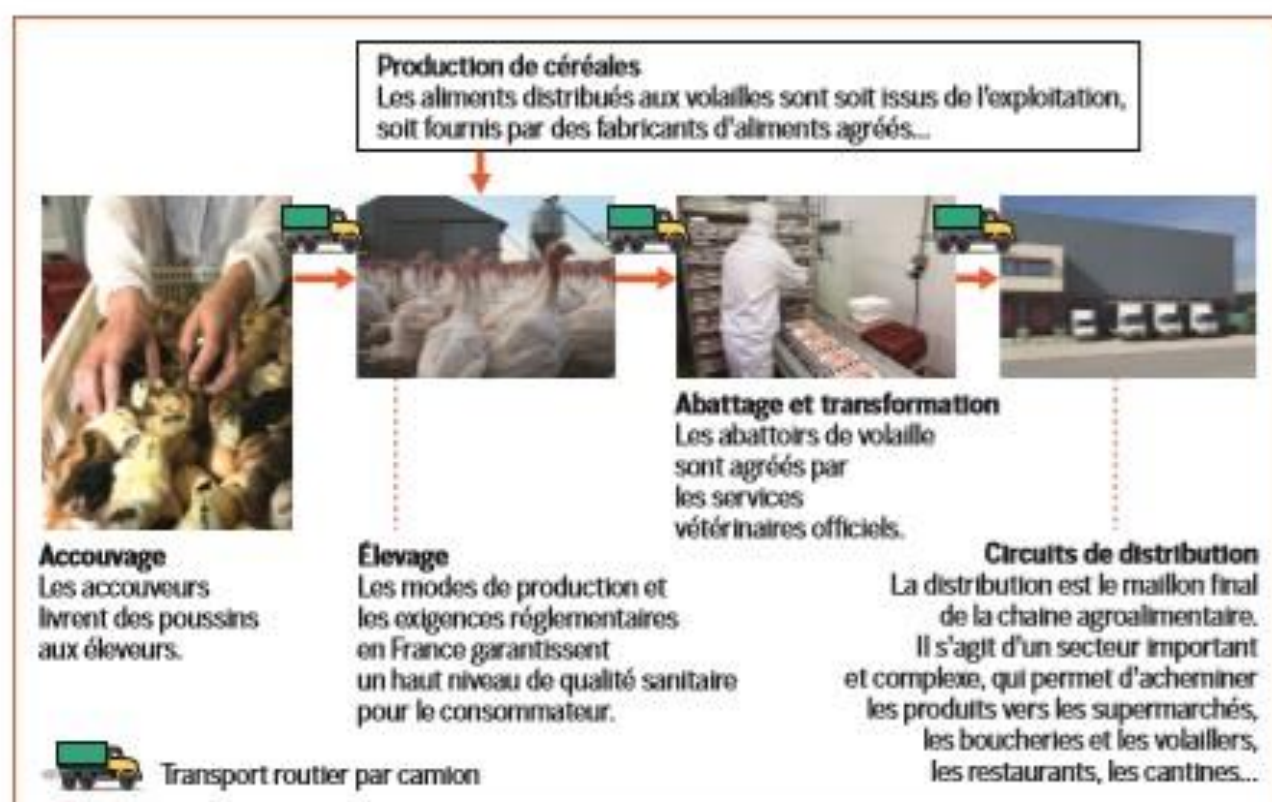 Production de céréales
Les aliments distribués aux volailles sont soit issus de l'exploitation,
soit fournis par des fabricants d'aliments agréés...
Accouvage
Les accouveurs
livrent des poussins
aux éleveurs.
Élevage
Les modes de production et
les exigences réglementaires
en France garantissent
un haut niveau de qualité sanitaire
pour le consommateur.
Abattage et transformation
Les abattoirs de volaille
sont agréés par
les services
vétérinaires officiels.
Circuits de distribution
La distribution est le maillon final
de la chaine agroalimentaire.
Il s'agit d'un secteur important
et complexe, qui permet d'acheminer
les produits vers les supermarchés,
les boucheries et les volaillers,
les restaurants, les cantines...
Transport routier par camion